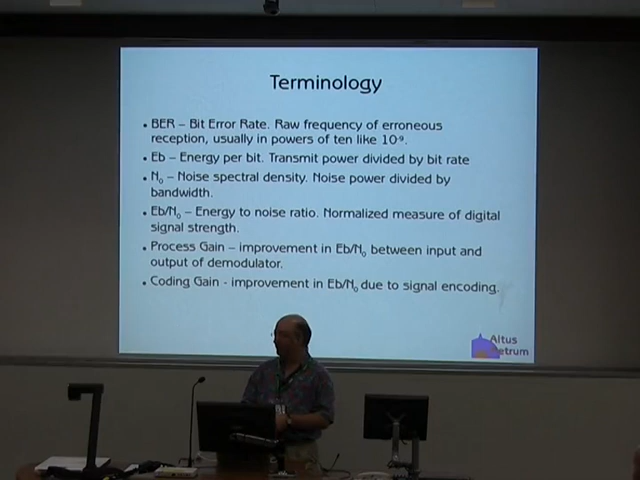 Terminology
• BER – Bit Error Rate. Raw frequency of erroneous
reception, usually in powers of ten like 10⁻⁹.
• Eb – Energy per bit. Transmit power divided by bit rate
• N₀ – Noise spectral density. Noise power divided by
bandwidth.
• Eb/N₀ – Energy to noise ratio. Normalized measure of digital
signal strength.
• Process Gain – improvement in Eb/N₀ between input and
output of demodulator.
• Coding Gain - improvement in Eb/N₀ due to signal encoding.
Altus
Metrum